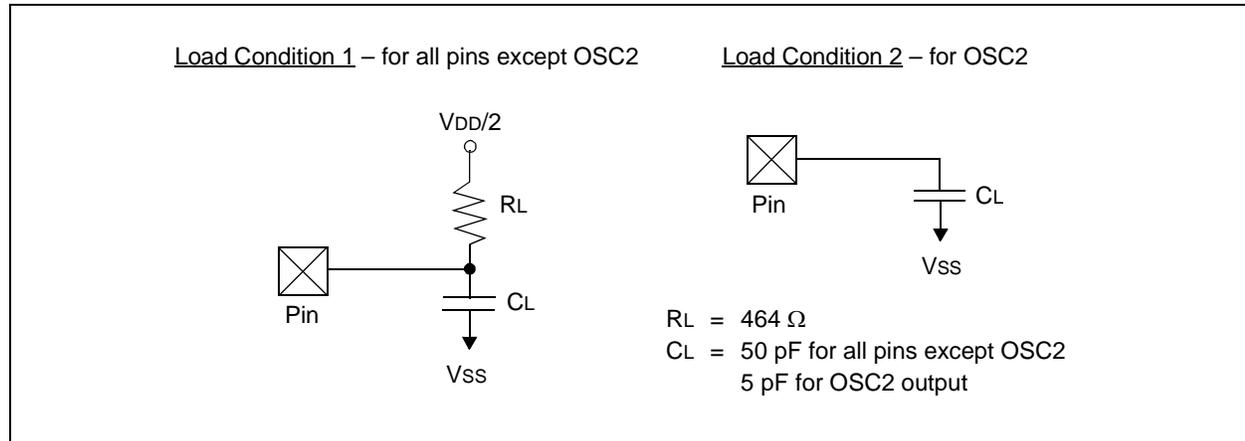 Load Condition 1 – for all pins except OSC2
VDD/2
RL
Pin
CL
VSS
Load Condition 2 – for OSC2
Pin
CL
VSS
RL = 464 Ω
CL = 50 pF for all pins except OSC2
5 pF for OSC2 output